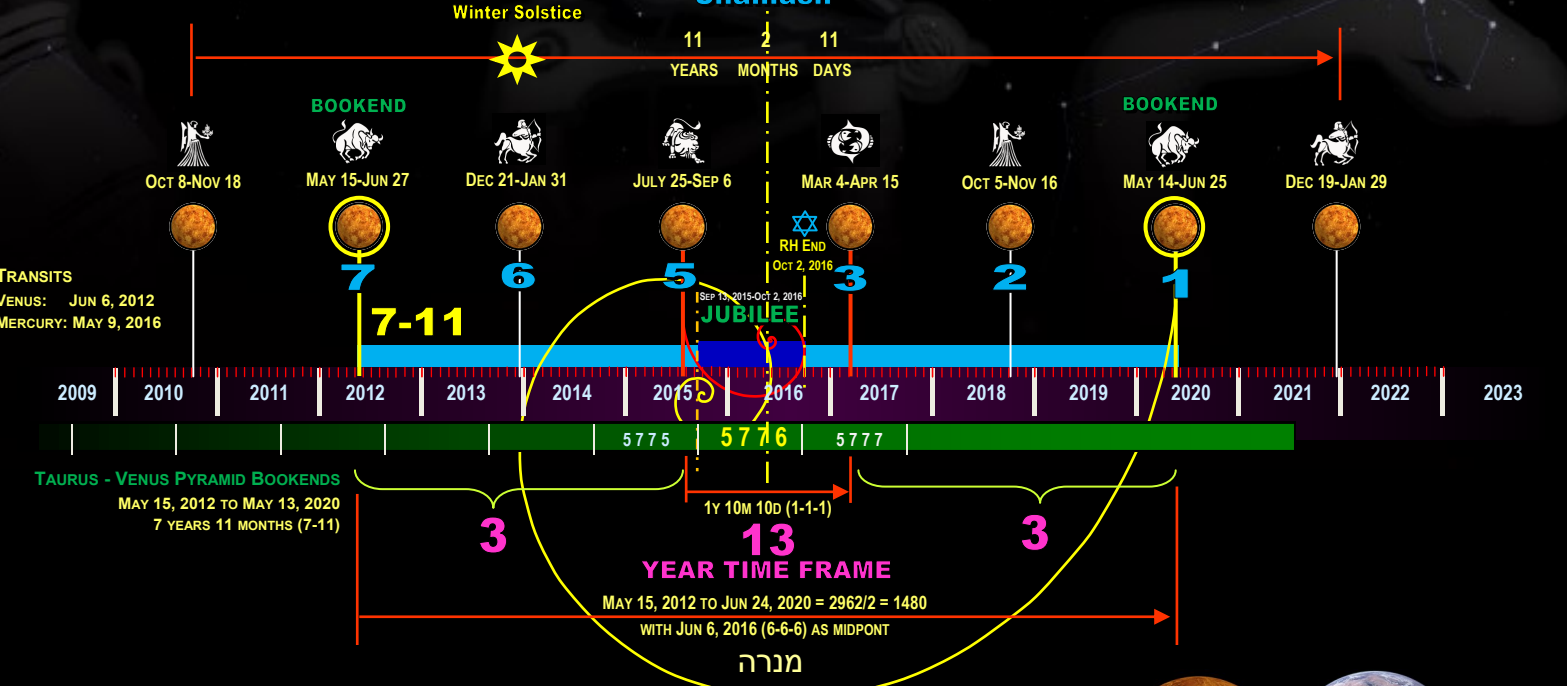 Winter Solstice
Shamash
11 2 11
YEARS MONTHS DAYS
BOOKEND BOOKEND
OCT 8-NOV 18 MAY 15-JUN 27 DEC 21-JAN 31 JULY 25-SEP 6 MAR 4-APR 15 OCT 5-NOV 16 MAY 14-JUN 25 DEC 19-JAN 29
RH END
OCT 2, 2016
7 6 5 3 2 1
TRANSITS
VENUS: JUN 6, 2012
MERCURY: MAY 9, 2016
7-11
SEP 13, 2015-OCT 2, 2016
JUBILEE
2009 2010 2011 2012 2013 2014 2015 2016 2017 2018 2019 2020 2021 2022 2023
5775 5776 5777
TAURUS - VENUS PYRAMID BOOKENDS
MAY 15, 2012 TO MAY 13, 2020
7 YEARS 11 MONTHS (7-11)
3 3
1Y 10M 10D (1-1-1)
13
YEAR TIME FRAME
MAY 15, 2012 TO JUN 24, 2020 = 2962/2 = 1480
WITH JUN 6, 2016 (6-6-6) AS MIDPONT
מנרה